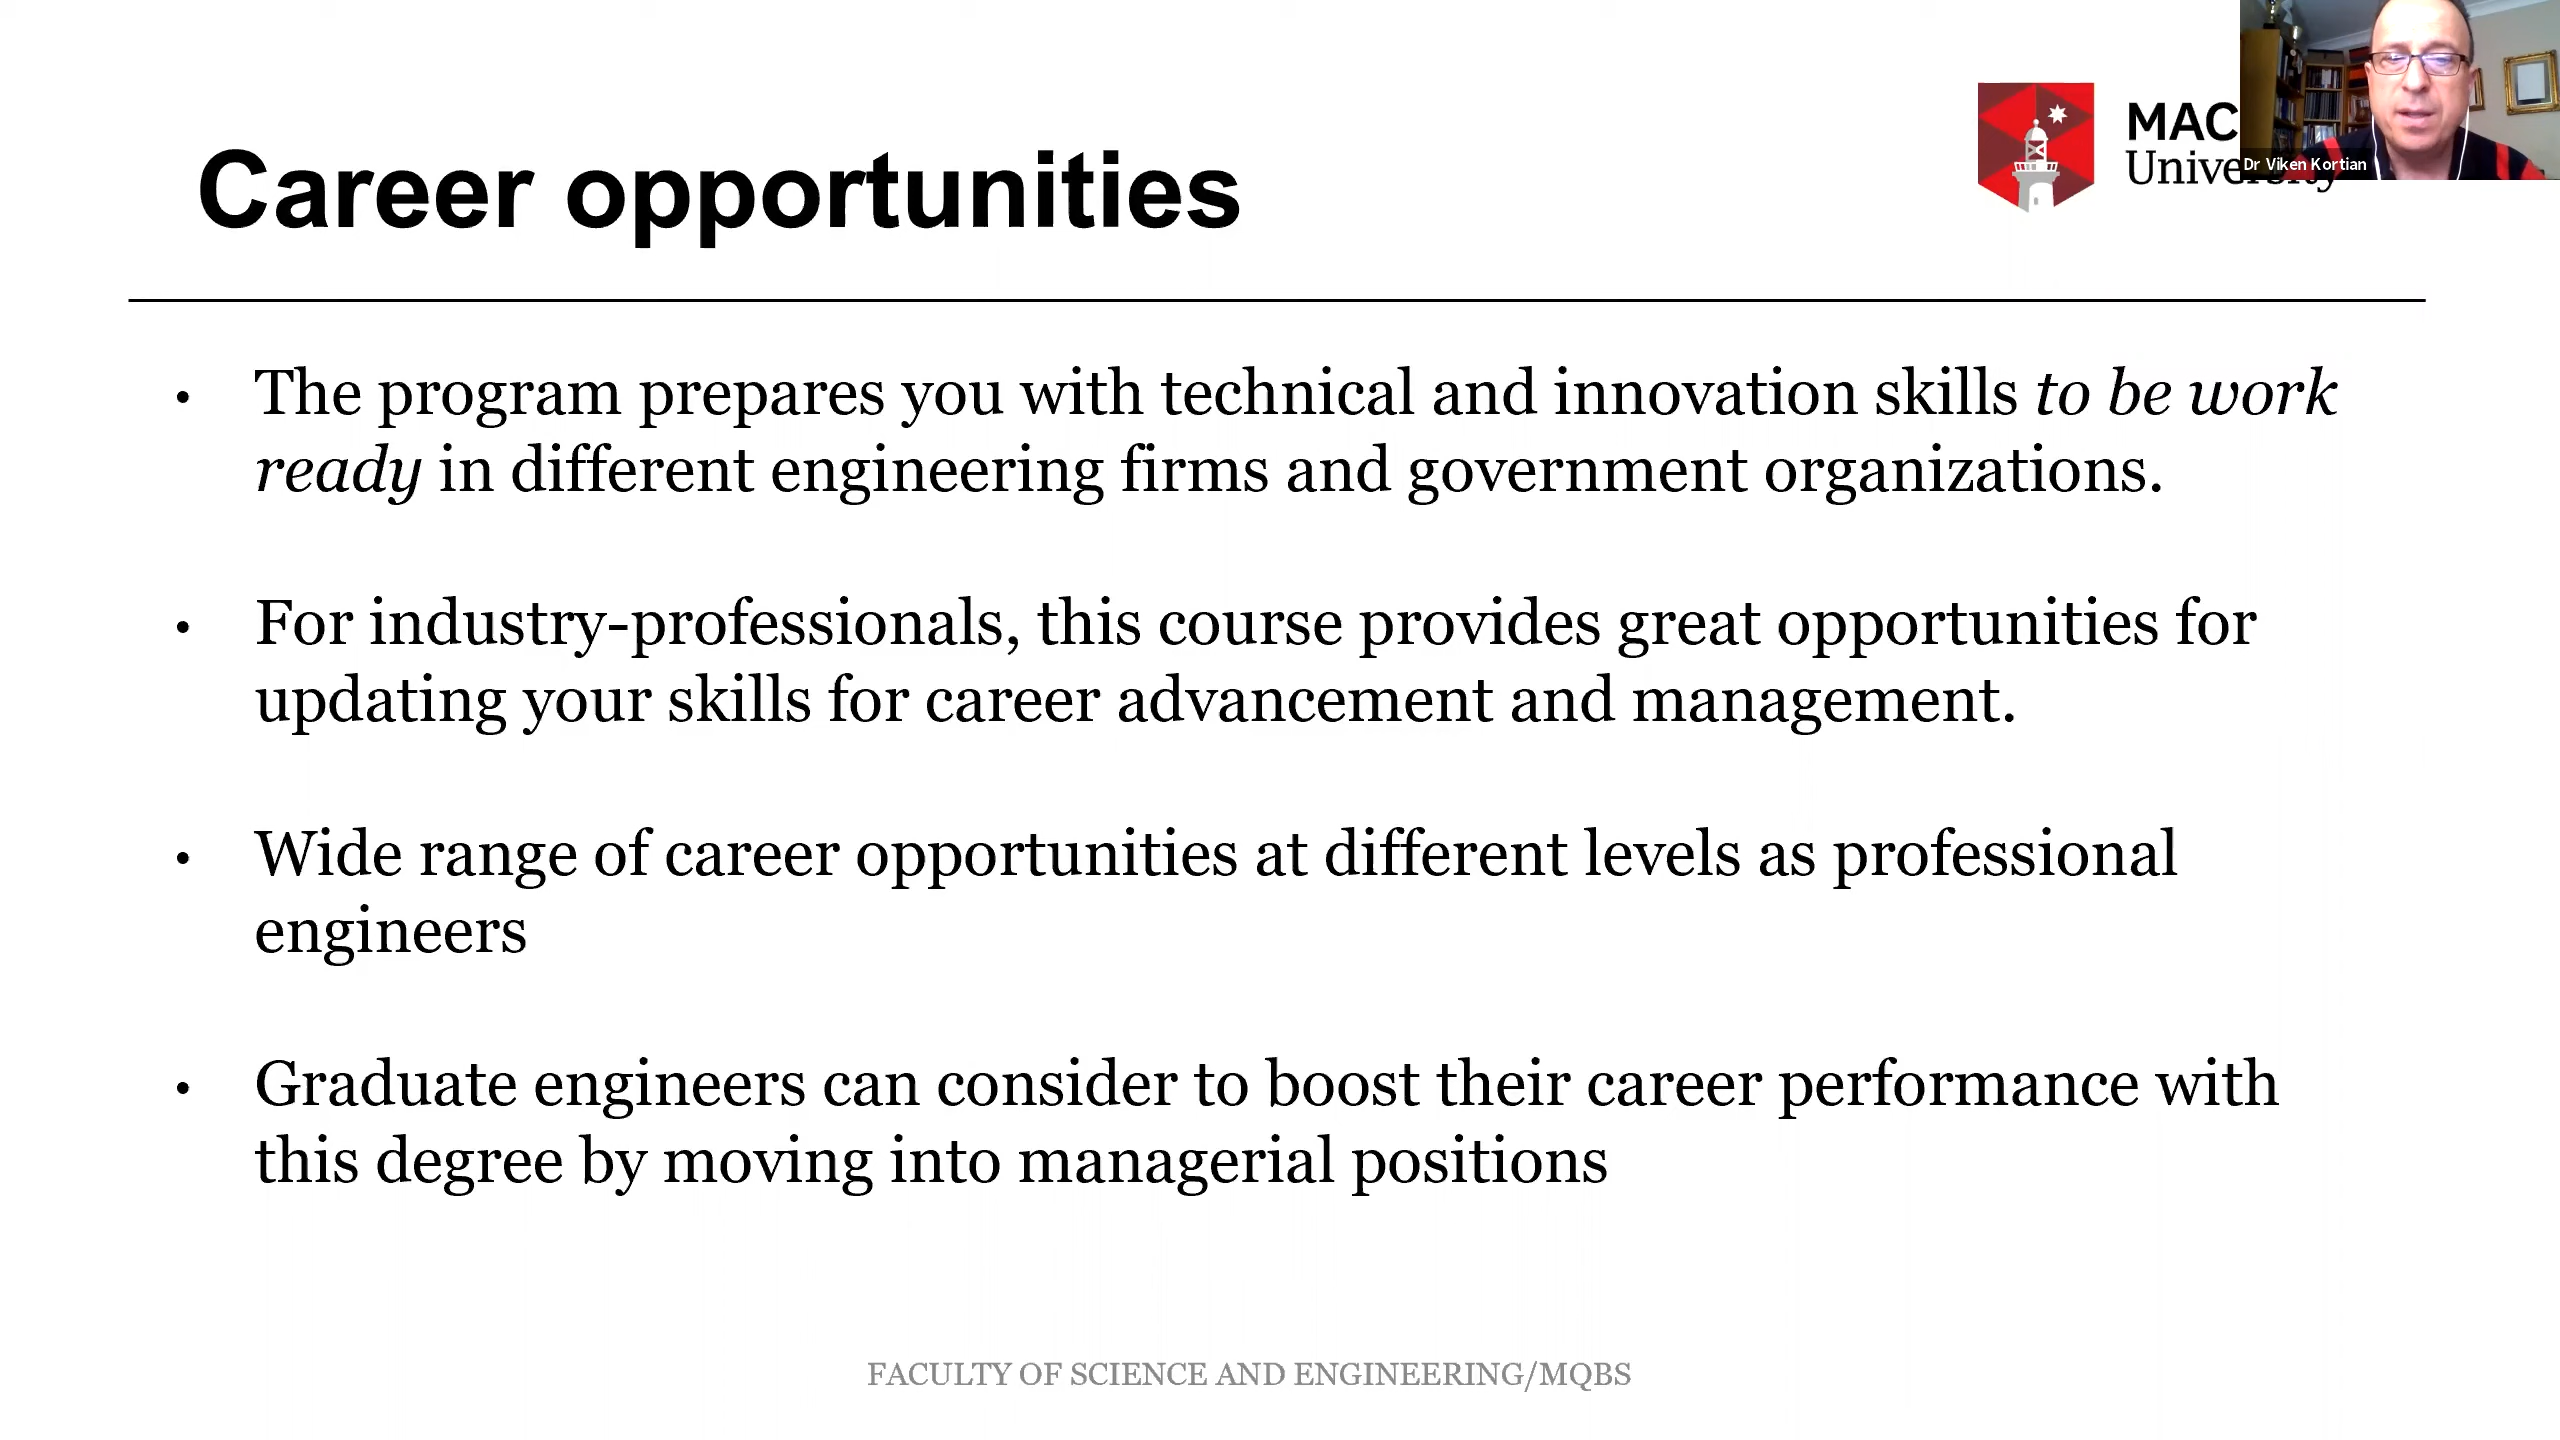 Career opportunities
MAC
University
Dr Viken Kortian
• The program prepares you with technical and innovation skills to be work
ready in different engineering firms and government organizations.
• For industry-professionals, this course provides great opportunities for
updating your skills for career advancement and management.
• Wide range of career opportunities at different levels as professional
engineers
• Graduate engineers can consider to boost their career performance with
this degree by moving into managerial positions
FACULTY OF SCIENCE AND ENGINEERING/MQBS